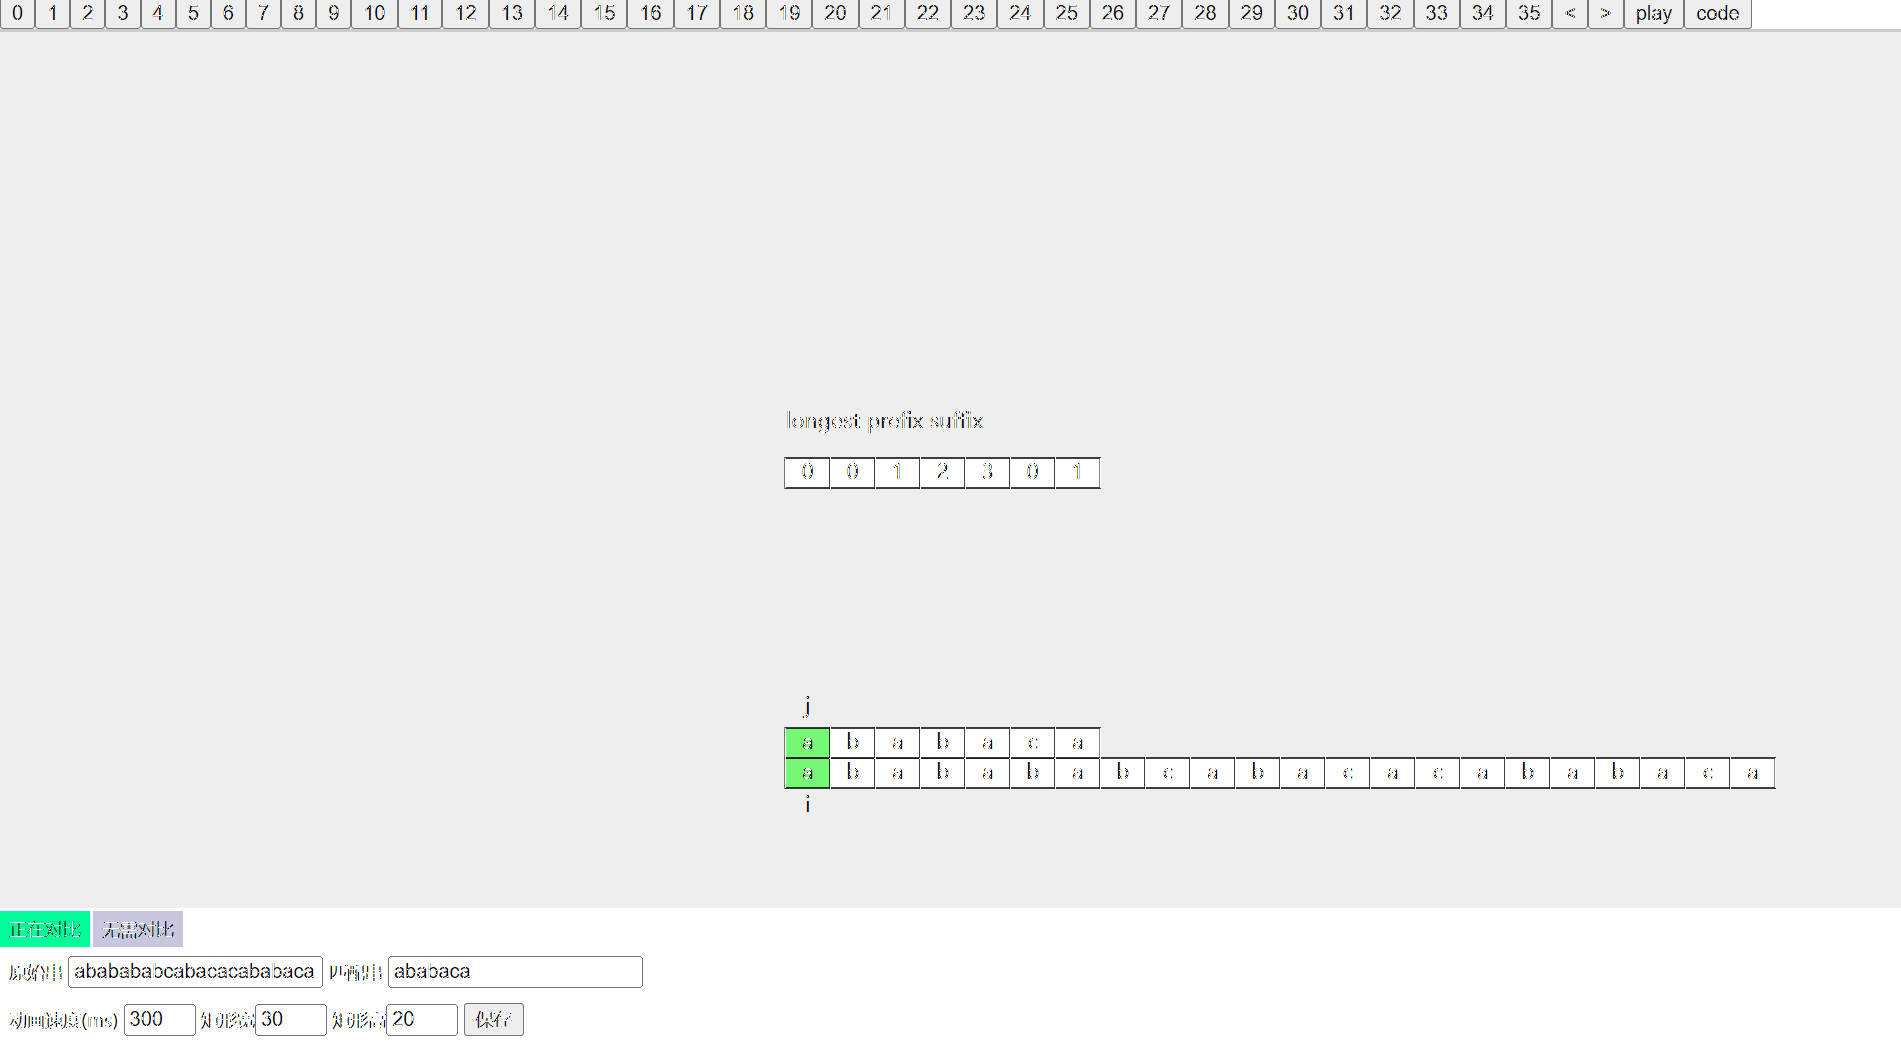 0 1 2 3 4 5 6 7 8 9 10 11 12 13 14 15 16 17 18 19 20 21 22 23 24 25 26 27 28 29 30 31 32 33 34 35 < > play code
longest prefix suffix
0 0 1 2 3 0 1
j
a b a b a c a
a b a b a b a b c a b a c a c a b a b a c a
i
正在对比 无需对比
原始串 ababababcabacacababaca 匹配串 ababaca
动画速度(ms) 300 矩形宽 30 矩形高 20 保存